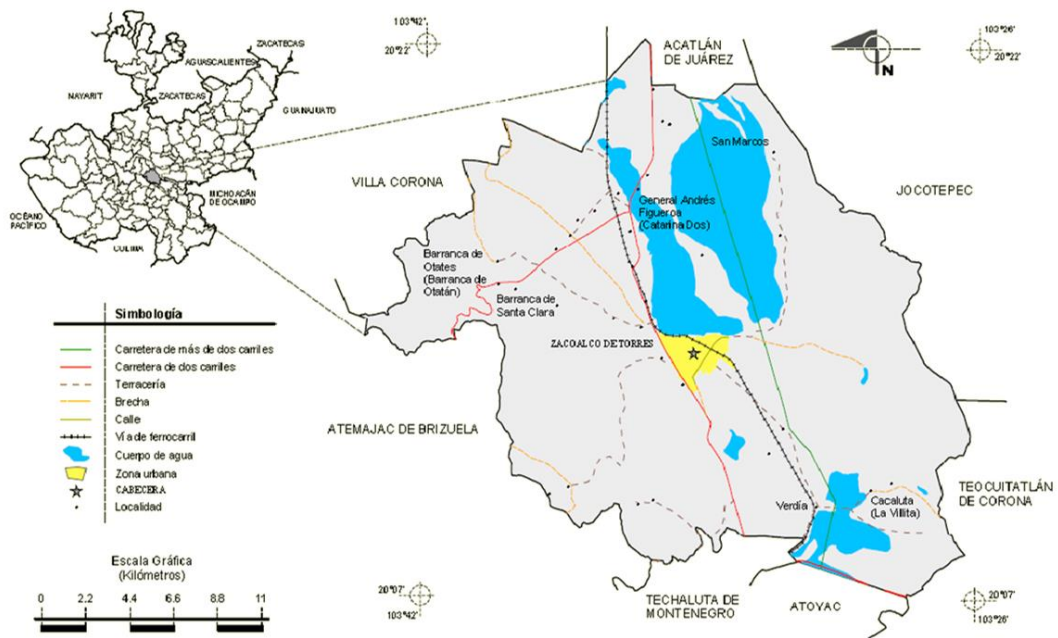 103°42'
20°22'
103°26'
20°22'
N
ACATLÁN
DE JUÁREZ
ZACATECAS
AGUASCALIENTES
NAYARIT
ZACATECAS
GUANAJUATO
MICHOACÁN
DE OCAMPO
OCÉANO
PACÍFICO
COLIMA
VILLA CORONA
San Marcos
JOCOTEPEC
General Andrés
Figueroa
(Catarina Dos)
Barranca de
Otates
(Barranca de
Otatán)
Barranca de
Santa Clara
ZACOALCO DE TORRES
ATEMAJAC DE BRIZUELA
TEOCUITATLÁN
DE CORONA
Verdía
Cacaluta
(La Villita)
TECHALUTA DE
MONTENEGRO
ATOYAC
Simbología
Carretera de más de dos carriles
Carretera de dos carriles
Terracería
Brecha
Calle
Vía de ferrocarril
Cuerpo de agua
Zona urbana
CABECERA
Localidad
Escala Gráfica
(Kilómetros)
0 2.2 4.4 6.6 8.8 11
20°07'
103°42'
20°07'
103°26'